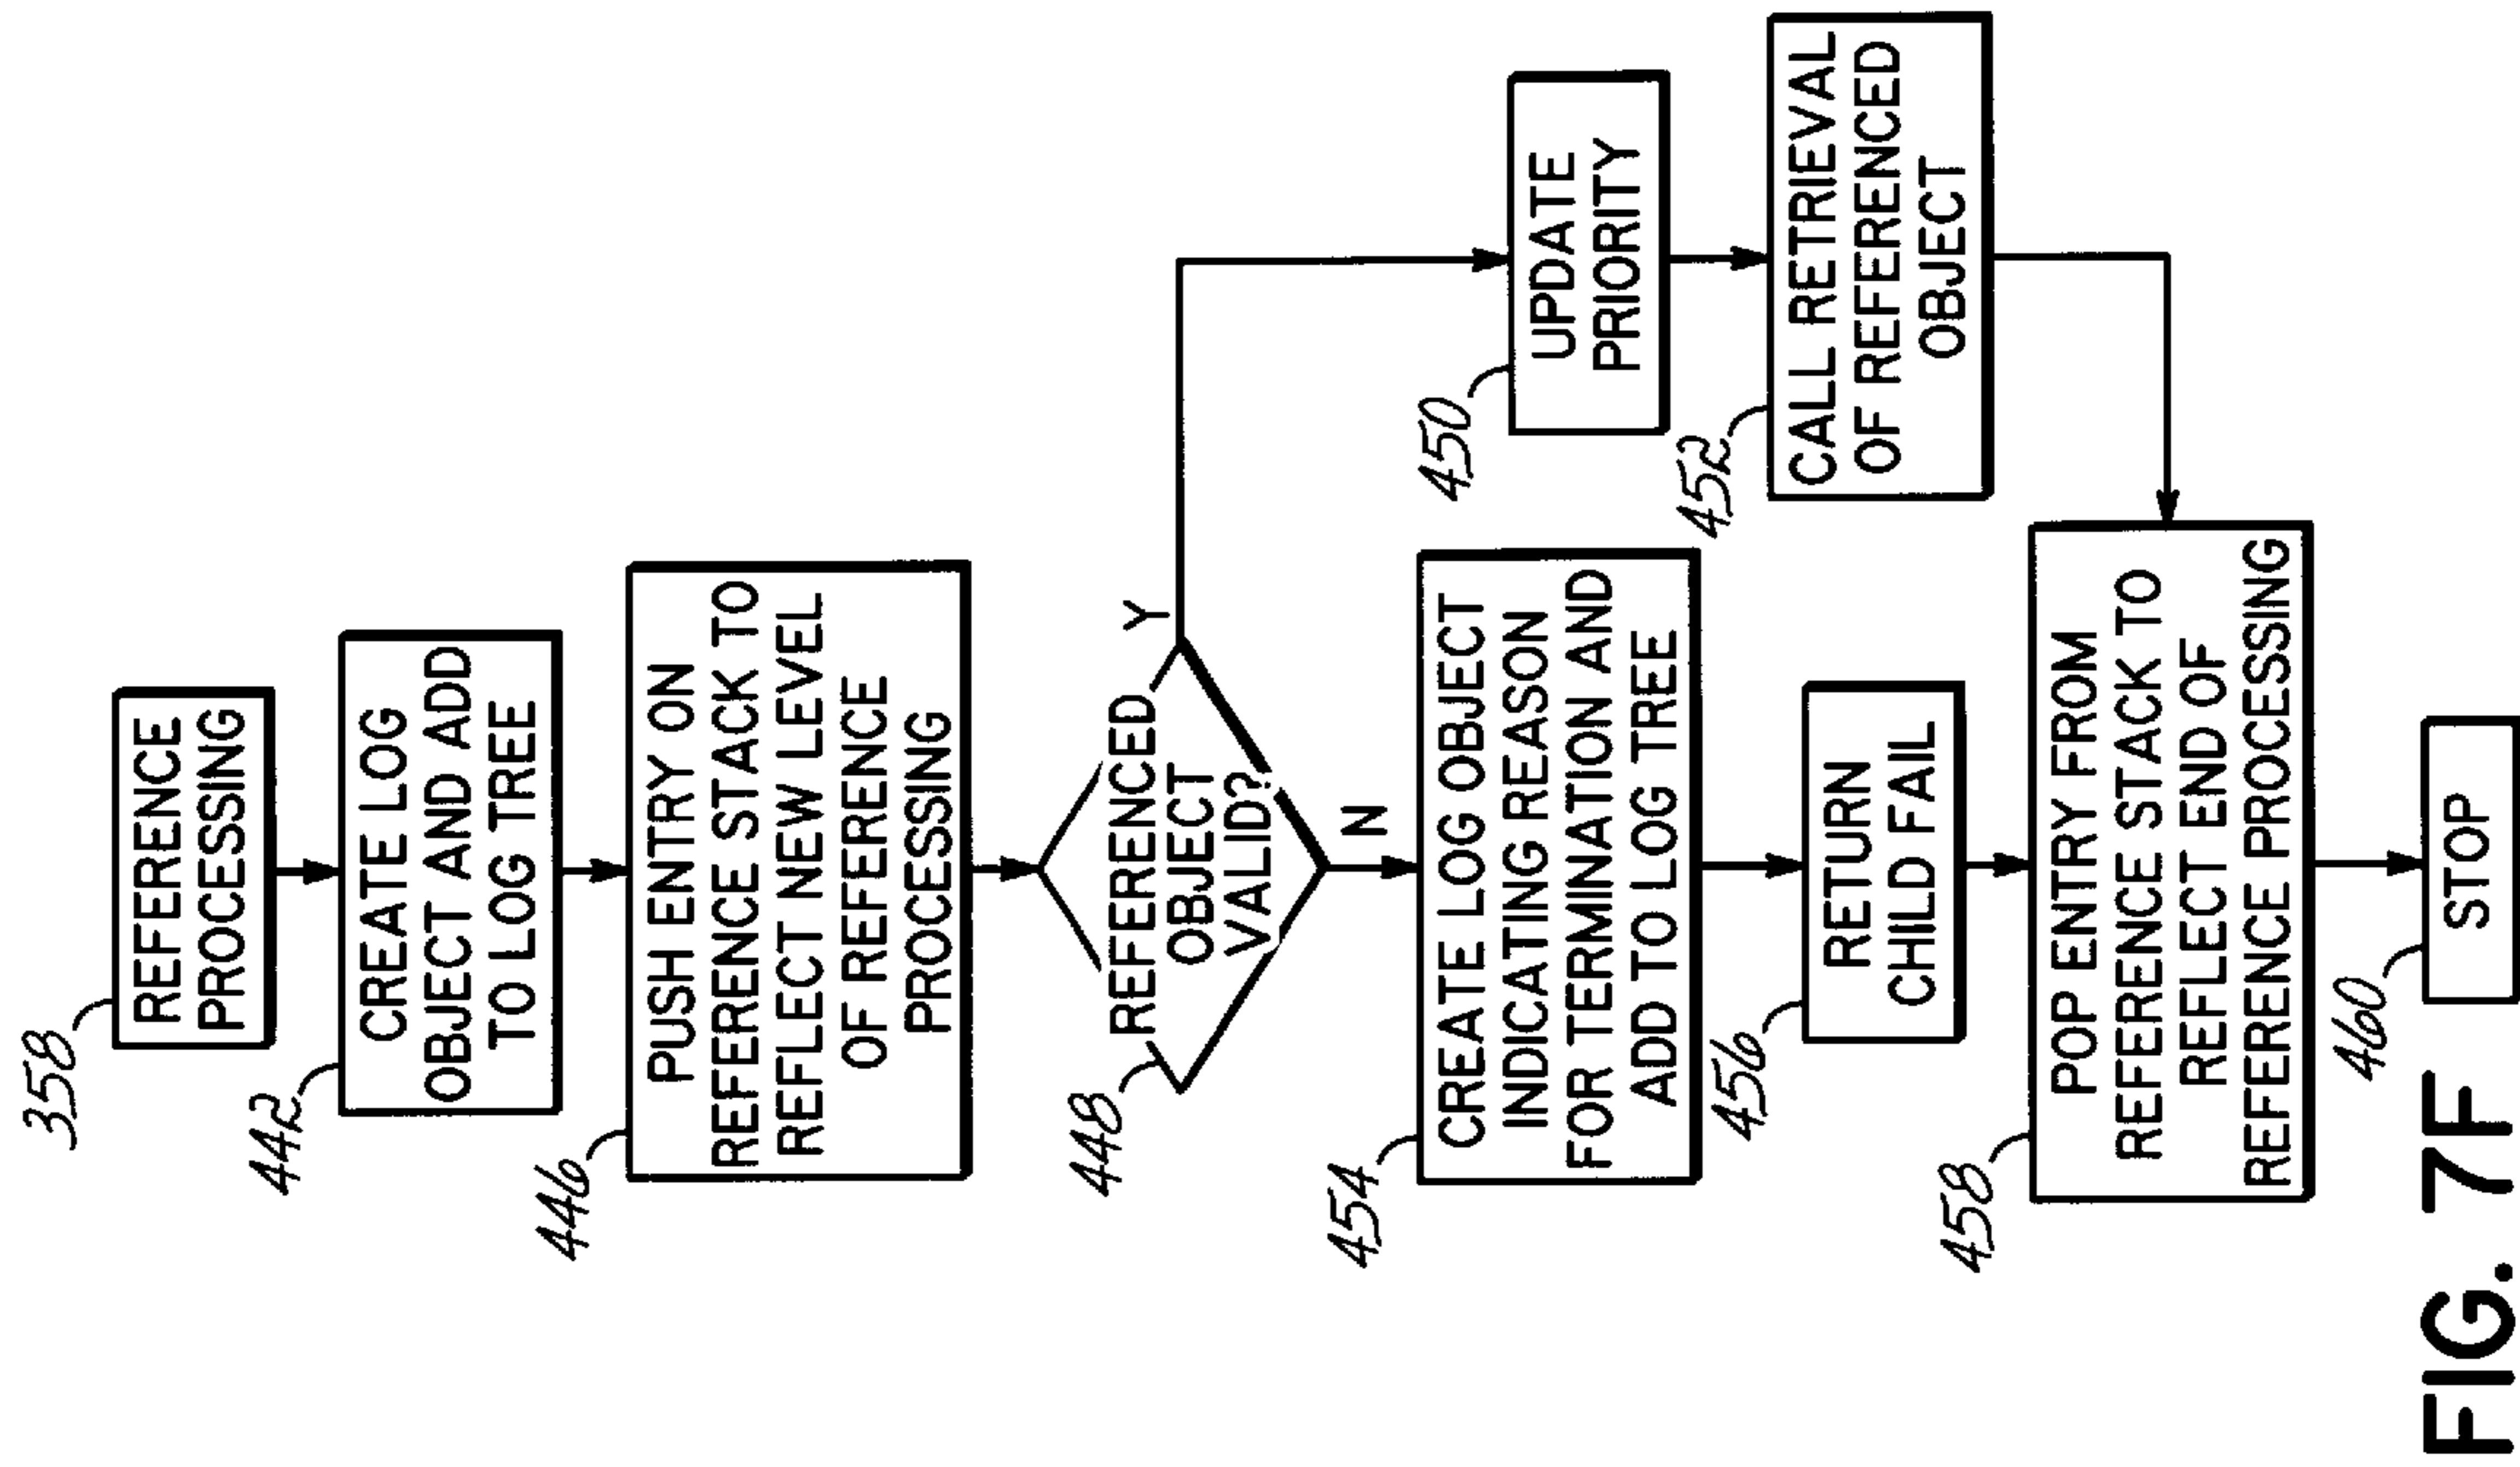 358
REFERENCE
PROCESSING
442
CREATE LOG
OBJECT AND ADD
TO LOG TREE
446
PUSH ENTRY ON
REFERENCE STACK TO
REFLECT NEW LEVEL
OF REFERENCE
PROCESSING
448
REFERENCED
OBJECT
VALID?
Y
N
450
UPDATE
PRIORITY
452
CALL RETRIEVAL
OF REFERENCED
OBJECT
454
CREATE LOG OBJECT
INDICATING REASON
FOR TERMINATION AND
ADD TO LOG TREE
456
RETURN
CHILD FAIL
458
POP ENTRY FROM
REFERENCE STACK TO
REFLECT END OF
REFERENCE PROCESSING
460
STOP
FIG. 7F